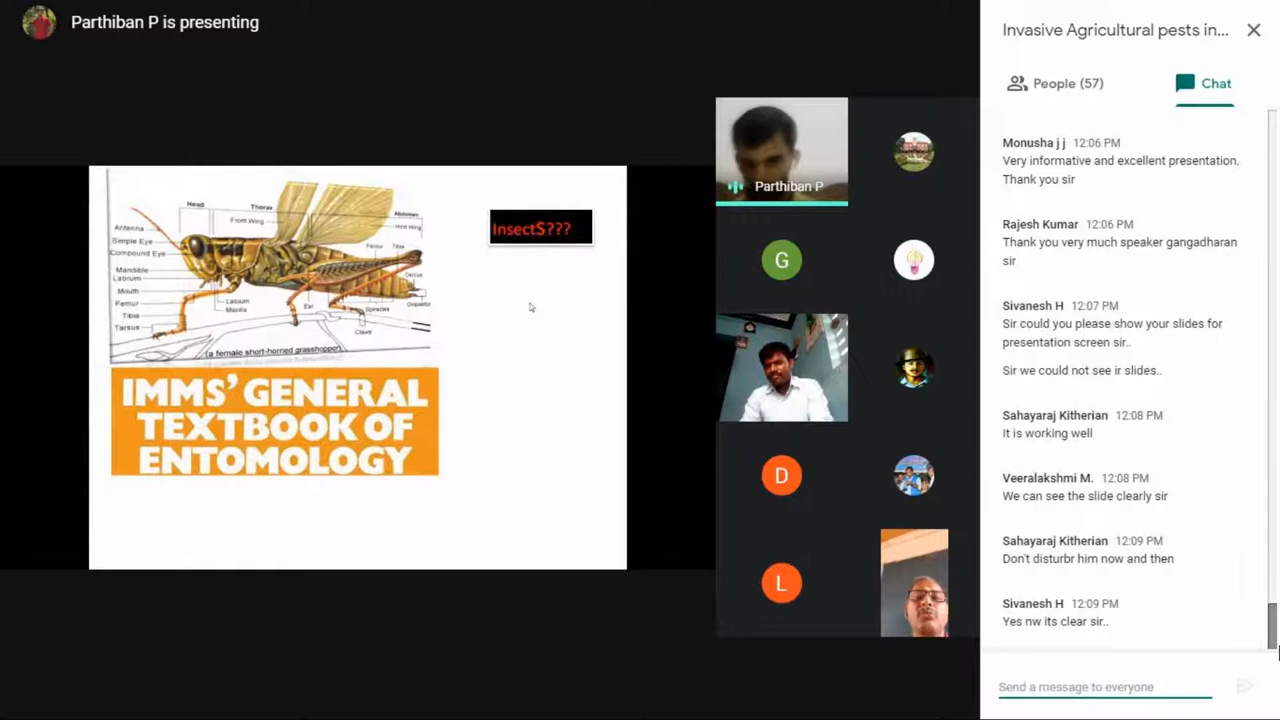 Parthiban P is presenting
Invasive Agricultural pests in...
People (57)
Chat
Head
Thorax
Abdomen
Front Wing
Hind Wing
Antenna
Simple Eye
Compound Eye
Femur
Tibia
Mandible
Labrum
Mouth
Cercus
Femur
Labium
Maxilla
Spiracles
Ovipositor
Tibia
Tarsus
Claws
(a female short-horned grasshopper)
IMMS' GENERAL
TEXTBOOK OF
ENTOMOLOGY
InsectS???
Parthiban P
G
D
L
Monusha j j 12:06 PM
Very informative and excellent presentation.
Thank you sir
Rajesh Kumar 12:06 PM
Thank you very much speaker gangadharan
sir
Sivanesh H 12:07 PM
Sir could you please show your slides for
presentation screen sir..
Sir we could not see ir slides..
Sahayaraj Kitherian 12:08 PM
It is working well
Veeralakshmi M. 12:08 PM
We can see the slide clearly sir
Sahayaraj Kitherian 12:09 PM
Don't disturbr him now and then
Sivanesh H 12:09 PM
Yes nw its clear sir..
Send a message to everyone